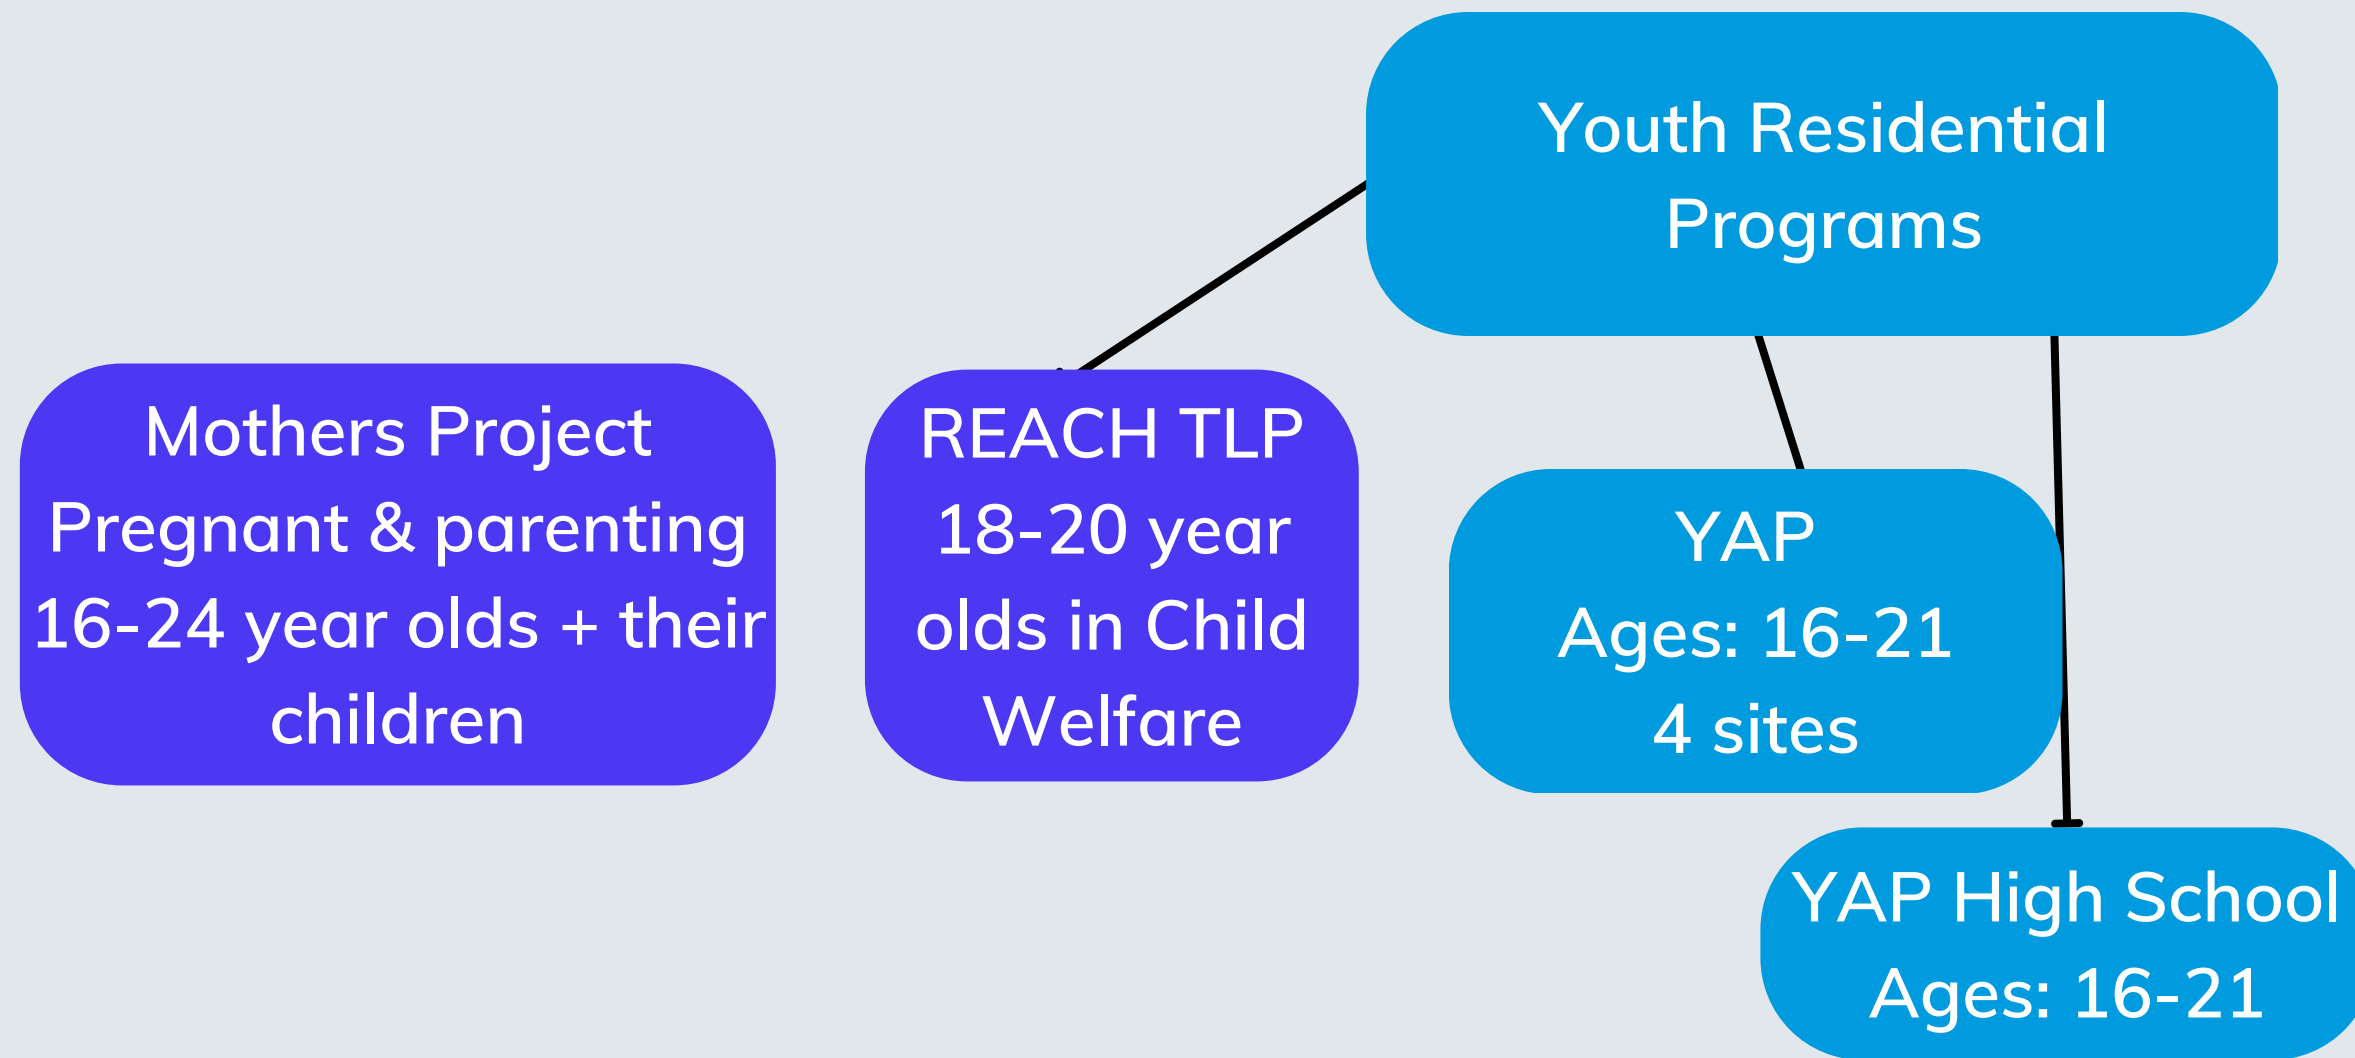 Youth Residential
Programs
Mothers Project
Pregnant & parenting
16-24 year olds + their
children
REACH TLP
18-20 year
olds in Child
Welfare
YAP
Ages: 16-21
4 sites
YAP High School
Ages: 16-21